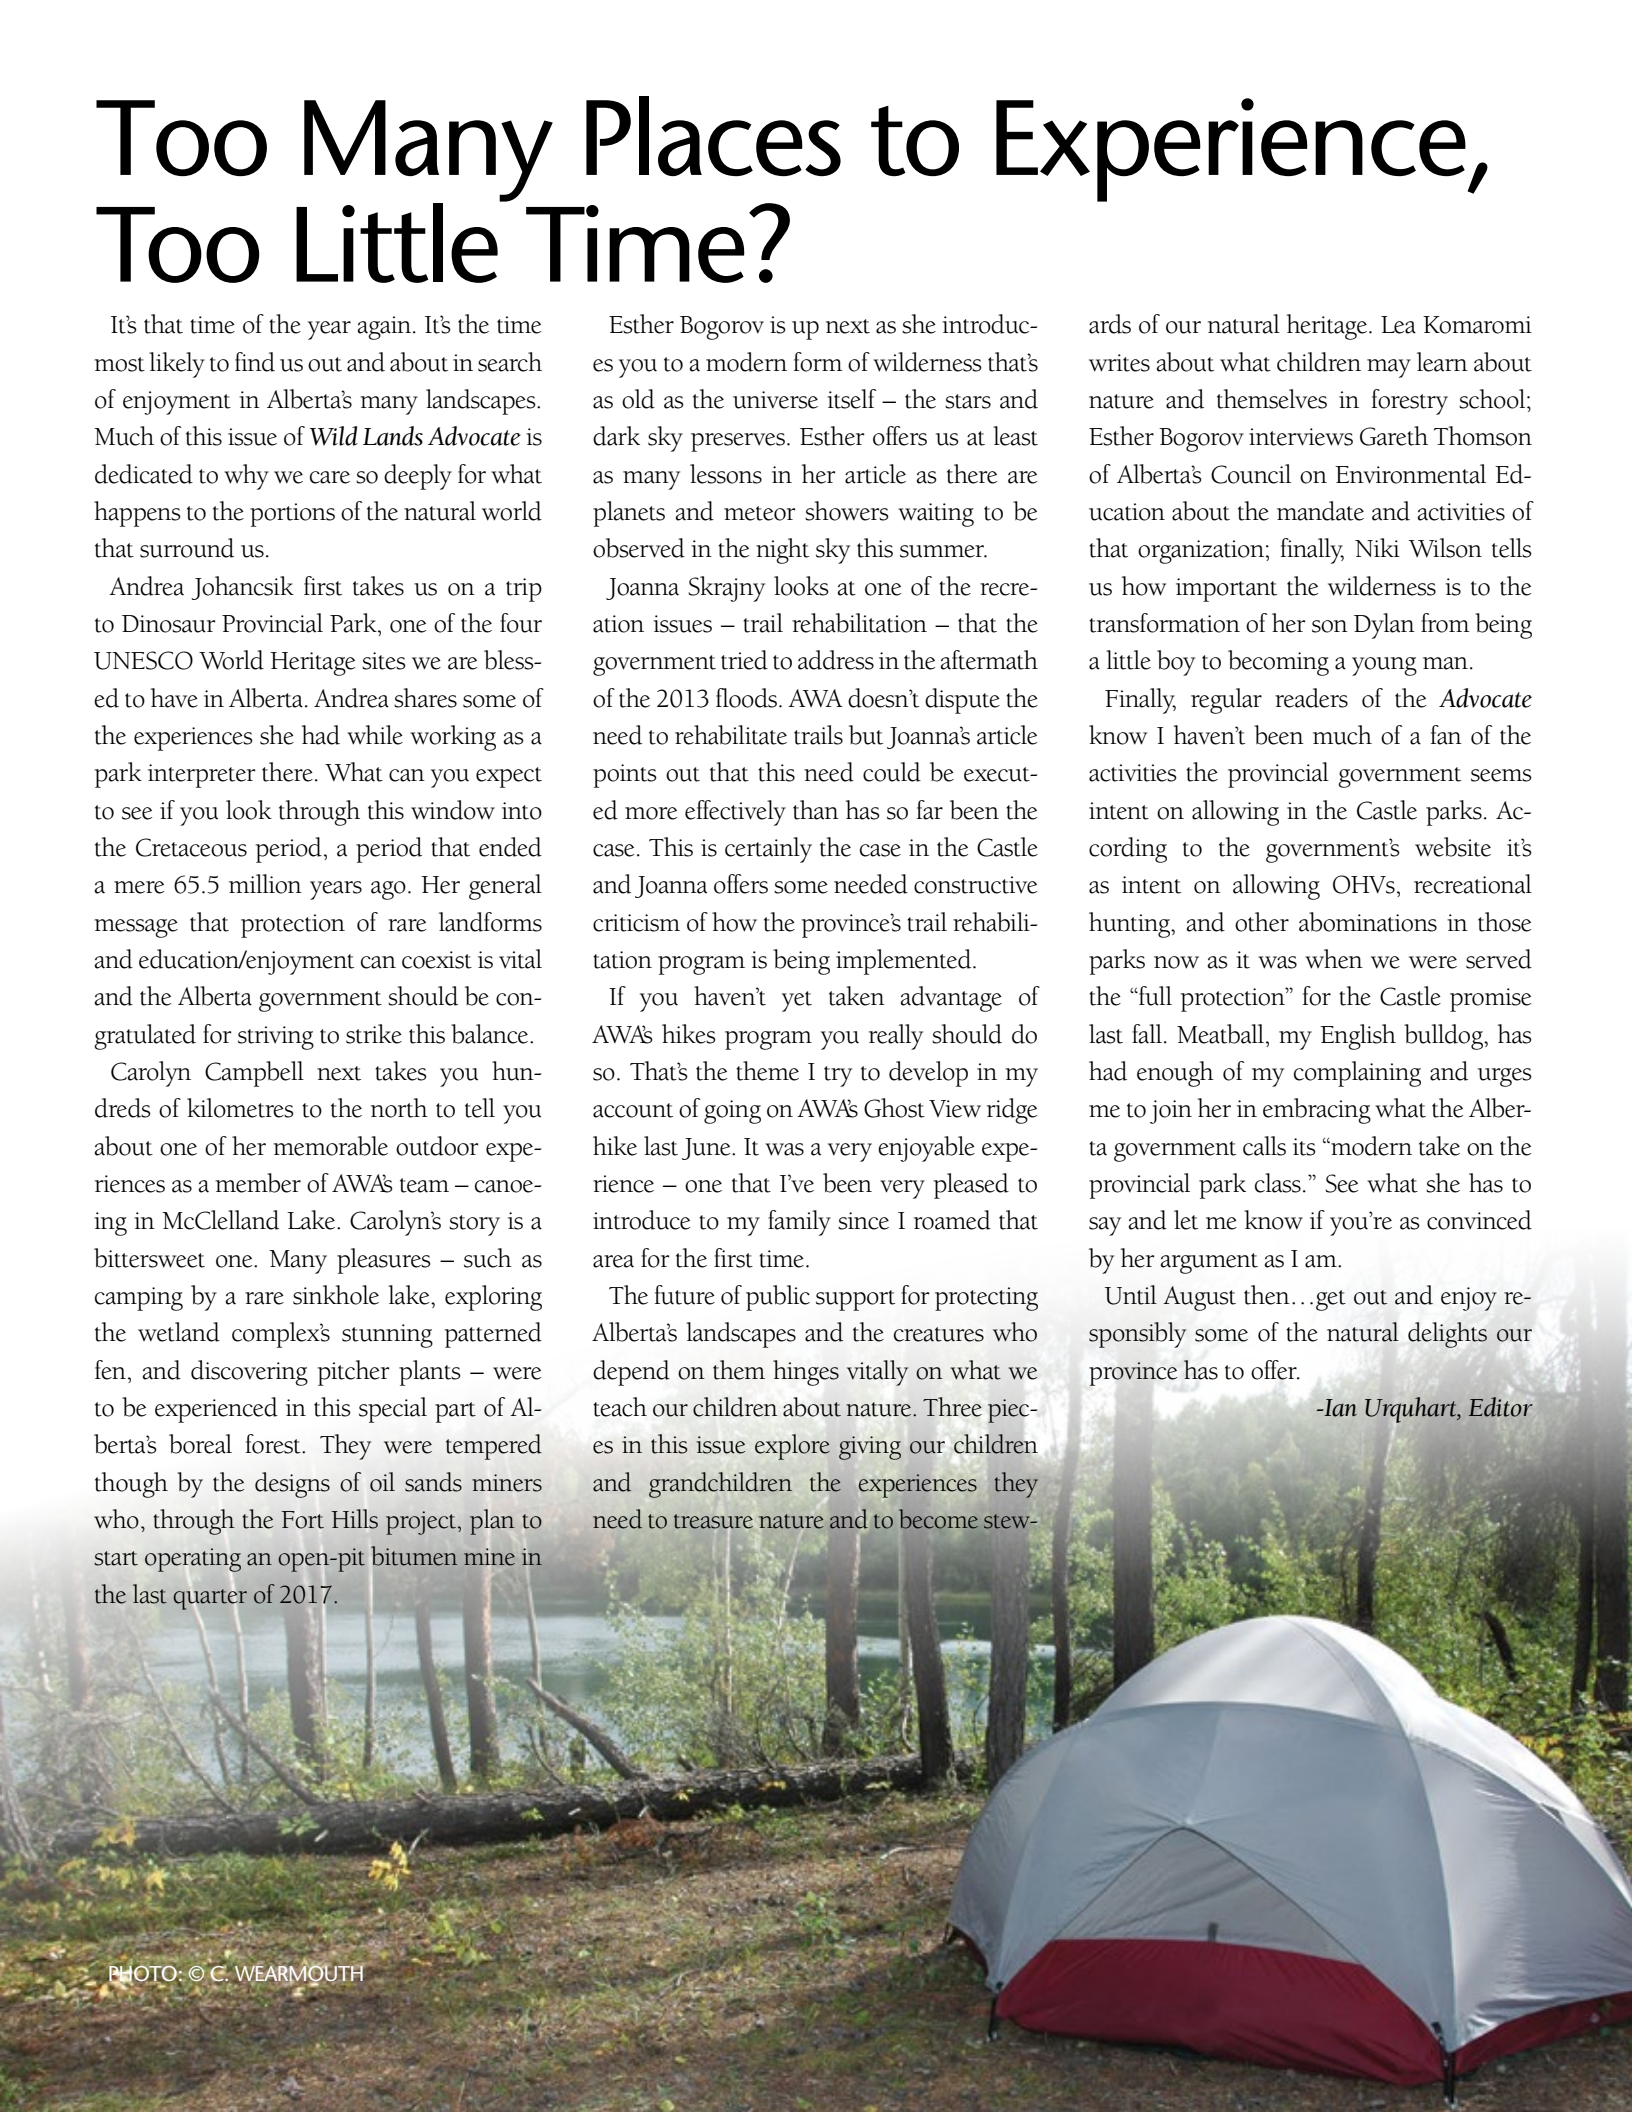 Too Many Places to Experience,
Too Little Time?
It's that time of the year again. It's the time
most likely to find us out and about in search
of enjoyment in Alberta's many landscapes.
Much of this issue of Wild Lands Advocate is
dedicated to why we care so deeply for what
happens to the portions of the natural world
that surround us.
Andrea Johancsik first takes us on a trip
to Dinosaur Provincial Park, one of the four
UNESCO World Heritage sites we are bless-
ed to have in Alberta. Andrea shares some of
the experiences she had while working as a
park interpreter there. What can you expect
to see if you look through this window into
the Cretaceous period, a period that ended
a mere 65.5 million years ago. Her general
message that protection of rare landforms
and education/enjoyment can coexist is vital
and the Alberta government should be con-
gratulated for striving to strike this balance.
Carolyn Campbell next takes you hun-
dreds of kilometres to the north to tell you
about one of her memorable outdoor expe-
riences as a member of AWA's team – canoe-
ing in McClelland Lake. Carolyn's story is a
bittersweet one. Many pleasures – such as
camping by a rare sinkhole lake, exploring
the wetland complex's stunning patterned
fen, and discovering pitcher plants – were
to be experienced in this special part of Al-
berta's boreal forest. They were tempered
though by the designs of oil sands miners
who, through the Fort Hills project, plan to
start operating an open-pit bitumen mine in
the last quarter of 2017.
Esther Bogorov is up next as she introduc-
es you to a modern form of wilderness that's
as old as the universe itself – the stars and
dark sky preserves. Esther offers us at least
as many lessons in her article as there are
planets and meteor showers waiting to be
observed in the night sky this summer.
Joanna Skrajny looks at one of the recre-
ation issues – trail rehabilitation – that the
government tried to address in the aftermath
of the 2013 floods. AWA doesn't dispute the
need to rehabilitate trails but Joanna's article
points out that this need could be execut-
ed more effectively than has so far been the
case. This is certainly the case in the Castle
and Joanna offers some needed constructive
criticism of how the province's trail rehabili-
tation program is being implemented.
If you haven't yet taken advantage of
AWA's hikes program you really should do
so. That's the theme I try to develop in my
account of going on AWA's Ghost View ridge
hike last June. It was a very enjoyable expe-
rience – one that I've been very pleased to
introduce to my family since I roamed that
area for the first time.
The future of public support for protecting
Alberta's landscapes and the creatures who
depend on them hinges vitally on what we
teach our children about nature. Three piec-
es in this issue explore giving our children
and grandchildren the experiences they
need to treasure nature and to become stew-
ards of our natural heritage. Lea Komaromi
writes about what children may learn about
nature and themselves in forestry school;
Esther Bogorov interviews Gareth Thomson
of Alberta's Council on Environmental Ed-
ucation about the mandate and activities of
that organization; finally, Niki Wilson tells
us how important the wilderness is to the
transformation of her son Dylan from being
a little boy to becoming a young man.
Finally, regular readers of the Advocate
know I haven't been much of a fan of the
activities the provincial government seems
intent on allowing in the Castle parks. Ac-
cording to the government's website it's
as intent on allowing OHVs, recreational
hunting, and other abominations in those
parks now as it was when we were served
the “full protection” for the Castle promise
last fall. Meatball, my English bulldog, has
had enough of my complaining and urges
me to join her in embracing what the Alber-
ta government calls its “modern take on the
provincial park class.” See what she has to
say and let me know if you're as convinced
by her argument as I am.
Until August then…get out and enjoy re-
sponsibly some of the natural delights our
province has to offer.
-Ian Urquhart, Editor
PHOTO: © C. WEARMOUTH